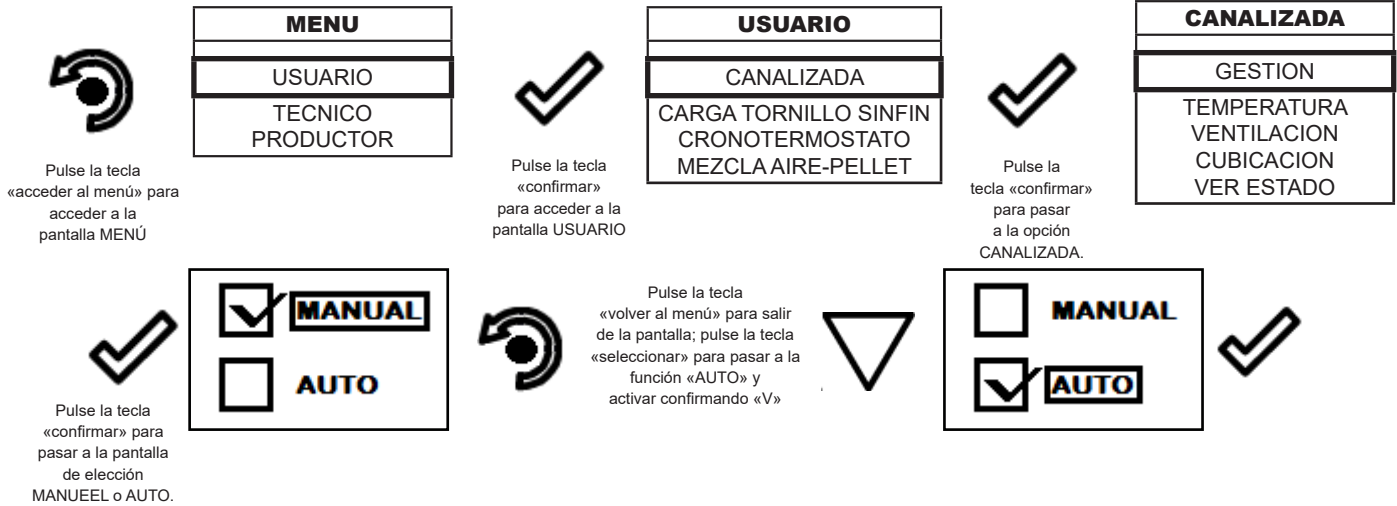 MENU
USUARIO
TECNICO
PRODUCTOR
Pulse la tecla
«acceder al menú» para
acceder a la
pantalla MENÚ
USUARIO
CANALIZADA
CARGA TORNILLO SINFIN
CRONOTERMOSTATO
MEZCLA AIRE-PELLET
Pulse la tecla
«confirmar»
para acceder a la
pantalla USUARIO
CANALIZADA
GESTION
TEMPERATURA
VENTILACION
CUBICACION
VER ESTADO
Pulse la
tecla «confirmar»
para pasar
a la opción
CANALIZADA.
MANUAL
AUTO
Pulse la tecla
«confirmar» para
pasar a la pantalla
de elección
MANUEEL o AUTO.
Pulse la tecla
«volver al menú» para salir
de la pantalla; pulse la tecla
«seleccionar» para pasar a la
función «AUTO» y
activar confirmando «V»
MANUAL
AUTO